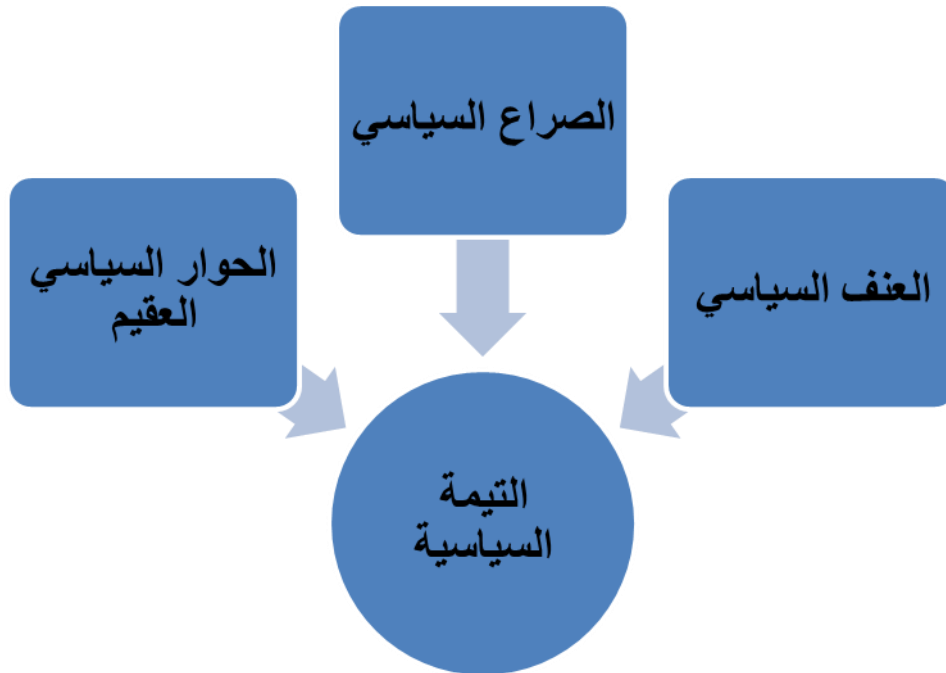 الصراع السياسي
العنف السياسي
الحوار السياسي
العقيم
التيمة
السياسية